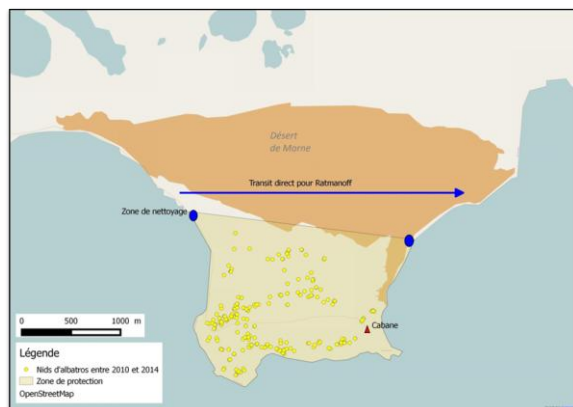 Désert
de Morne
Transit direct pour Ratmanoff
Zone de nettoyage
Cabane
0 500 1000 m
Légende
Nids d'albatros entre 2010 et 2014
Zone de protection
OpenStreetMap